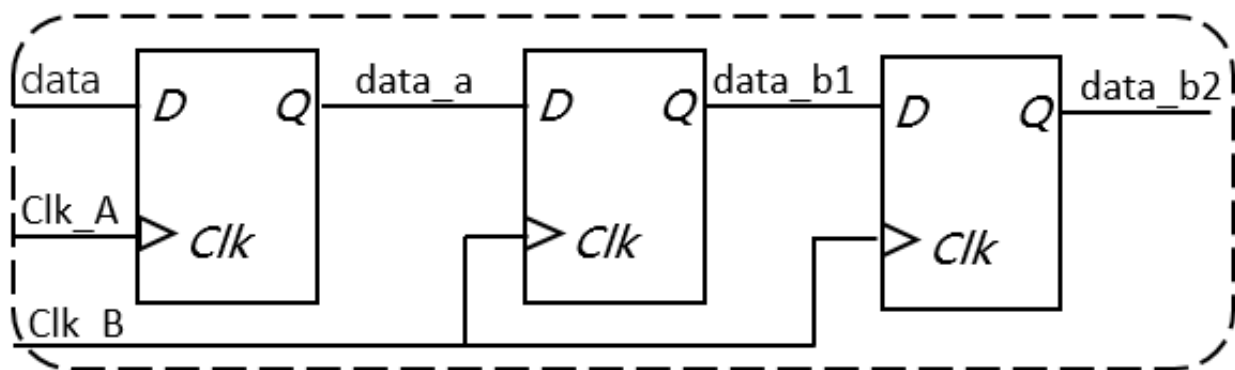 data
D
Q
data_a
D
Q
data_b1
D
Q
data_b2
Clk_A
Clk
Clk
Clk
Clk_B